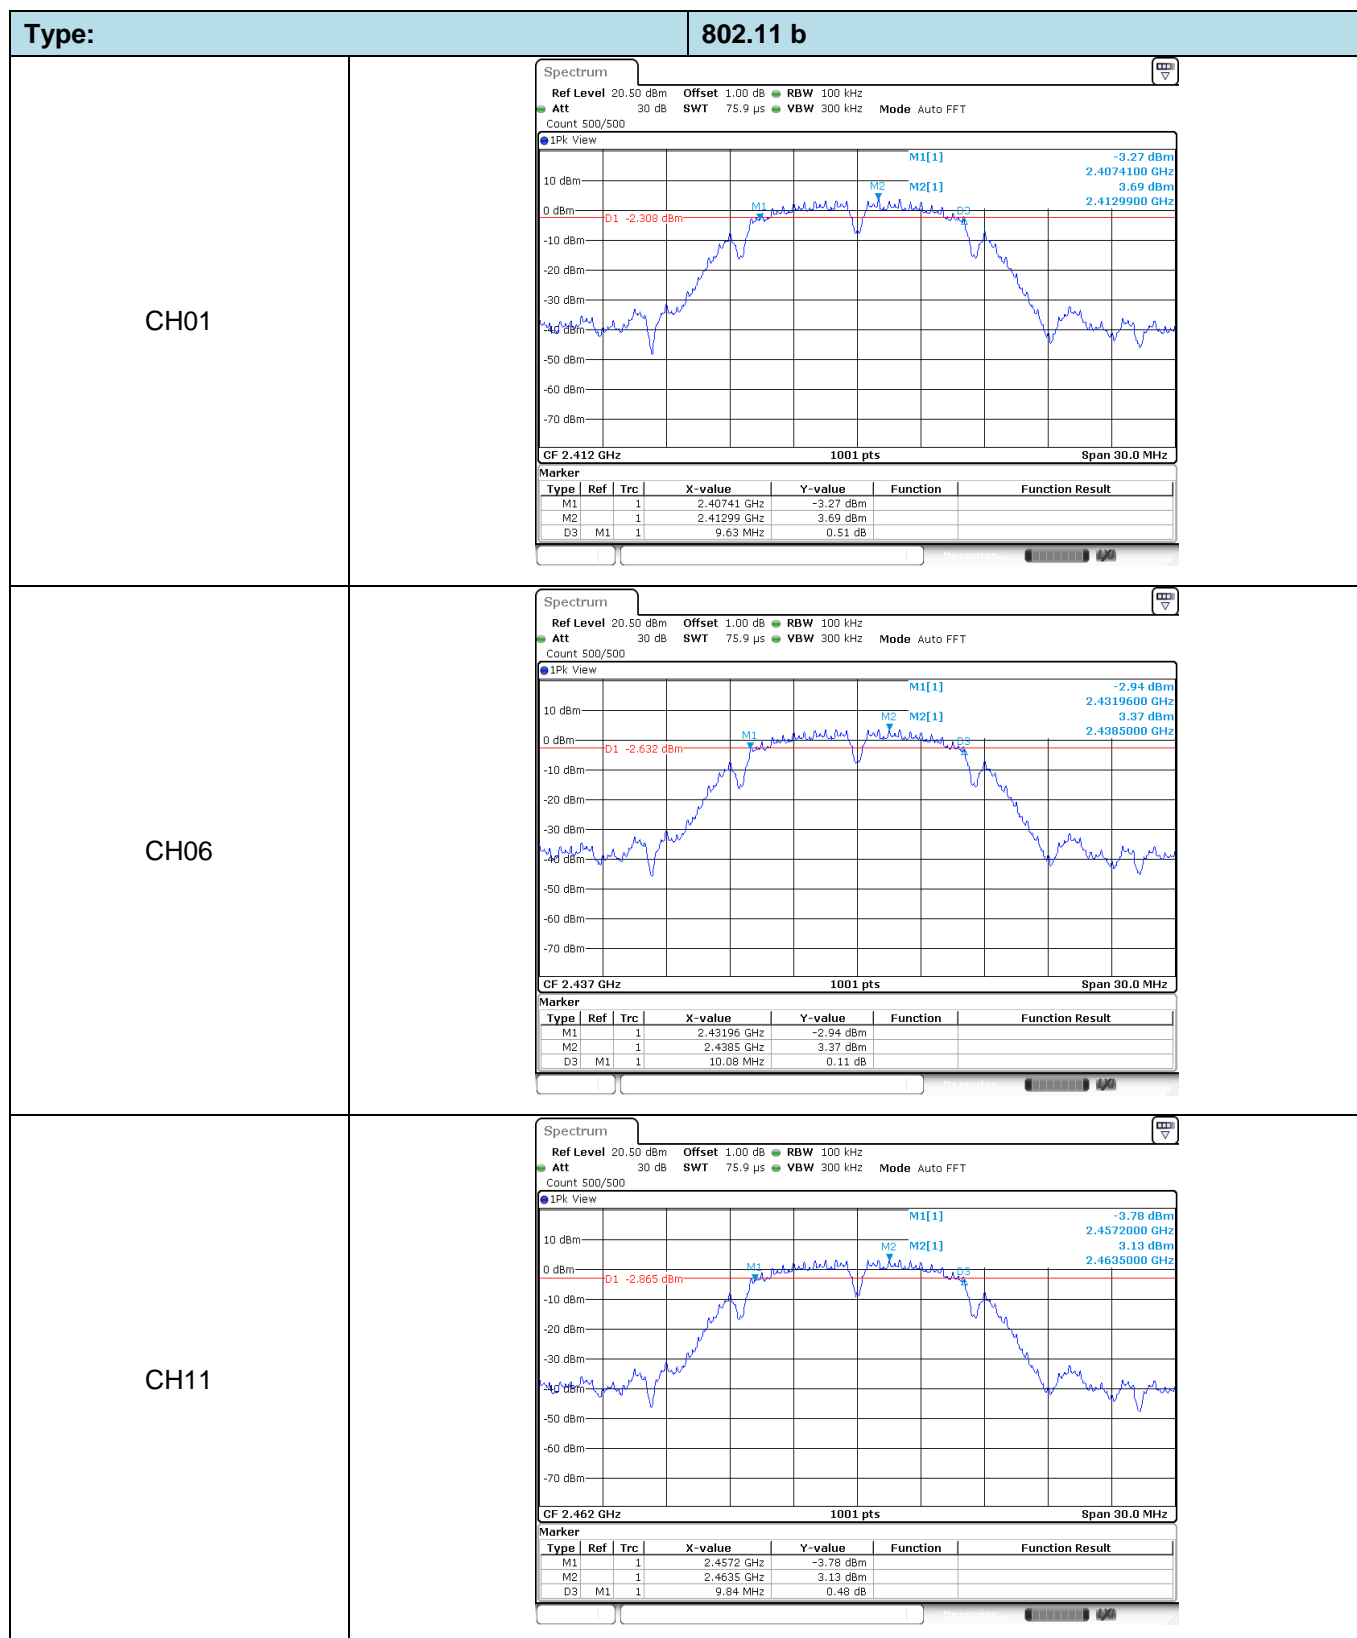 Type: 802.11 b
CH01
Spectrum
Ref Level 20.50 dBm Offset 1.00 dB RBW 100 kHz
Att 30 dB SWT 75.9 µs VBW 300 kHz Mode Auto FFT
Count 500/500
1Pk View
M1[1] -3.27 dBm
2.4074100 GHz
M2[1] 3.69 dBm
2.4129900 GHz
10 dBm
M2
M1
0 dBm
D3
D1 -2.308 dBm
-10 dBm
-20 dBm
-30 dBm
-40 dBm
-50 dBm
-60 dBm
-70 dBm
CF 2.412 GHz 1001 pts Span 30.0 MHz
Marker
Type Ref Trc X-value Y-value Function Function Result
M1 1 2.40741 GHz -3.27 dBm
M2 1 2.41299 GHz 3.69 dBm
D3 M1 1 9.63 MHz 0.51 dB
Measuring...
CH06
Spectrum
Ref Level 20.50 dBm Offset 1.00 dB RBW 100 kHz
Att 30 dB SWT 75.9 µs VBW 300 kHz Mode Auto FFT
Count 500/500
1Pk View
M1[1] -2.94 dBm
2.4319600 GHz
M2[1] 3.37 dBm
2.4385000 GHz
10 dBm
M2
M1
0 dBm
D3
D1 -2.632 dBm
-10 dBm
-20 dBm
-30 dBm
-40 dBm
-50 dBm
-60 dBm
-70 dBm
CF 2.437 GHz 1001 pts Span 30.0 MHz
Marker
Type Ref Trc X-value Y-value Function Function Result
M1 1 2.43196 GHz -2.94 dBm
M2 1 2.4385 GHz 3.37 dBm
D3 M1 1 10.08 MHz 0.11 dB
Measuring...
CH11
Spectrum
Ref Level 20.50 dBm Offset 1.00 dB RBW 100 kHz
Att 30 dB SWT 75.9 µs VBW 300 kHz Mode Auto FFT
Count 500/500
1Pk View
M1[1] -3.78 dBm
2.4572000 GHz
M2[1] 3.13 dBm
2.4635000 GHz
10 dBm
M2
M1
0 dBm
D3
D1 -2.865 dBm
-10 dBm
-20 dBm
-30 dBm
-40 dBm
-50 dBm
-60 dBm
-70 dBm
CF 2.462 GHz 1001 pts Span 30.0 MHz
Marker
Type Ref Trc X-value Y-value Function Function Result
M1 1 2.4572 GHz -3.78 dBm
M2 1 2.4635 GHz 3.13 dBm
D3 M1 1 9.84 MHz 0.48 dB
Measuring...